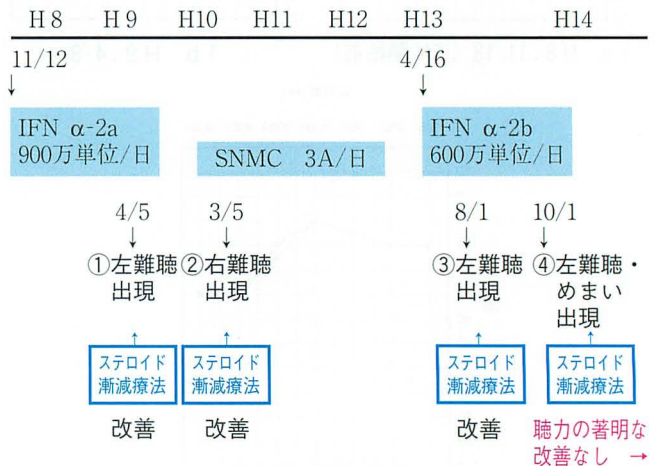 H8 H9 H10 H11 H12 H13 H14
11/12 4/16
↓ ↓
IFN α-2a
900万単位/日
SNMC 3A/日
IFN α-2b
600万単位/日
4/5 3/5 8/1 10/1
↓ ↓ ↓ ↓
①左難聴
出現
②右難聴
出現
③左難聴
出現
④左難聴・
めまい
出現
↑ ↑ ↑ ↑
ステロイド
漸減療法
ステロイド
漸減療法
ステロイド
漸減療法
ステロイド
漸減療法
改善 改善 改善
聴力の著明な
改善なし →